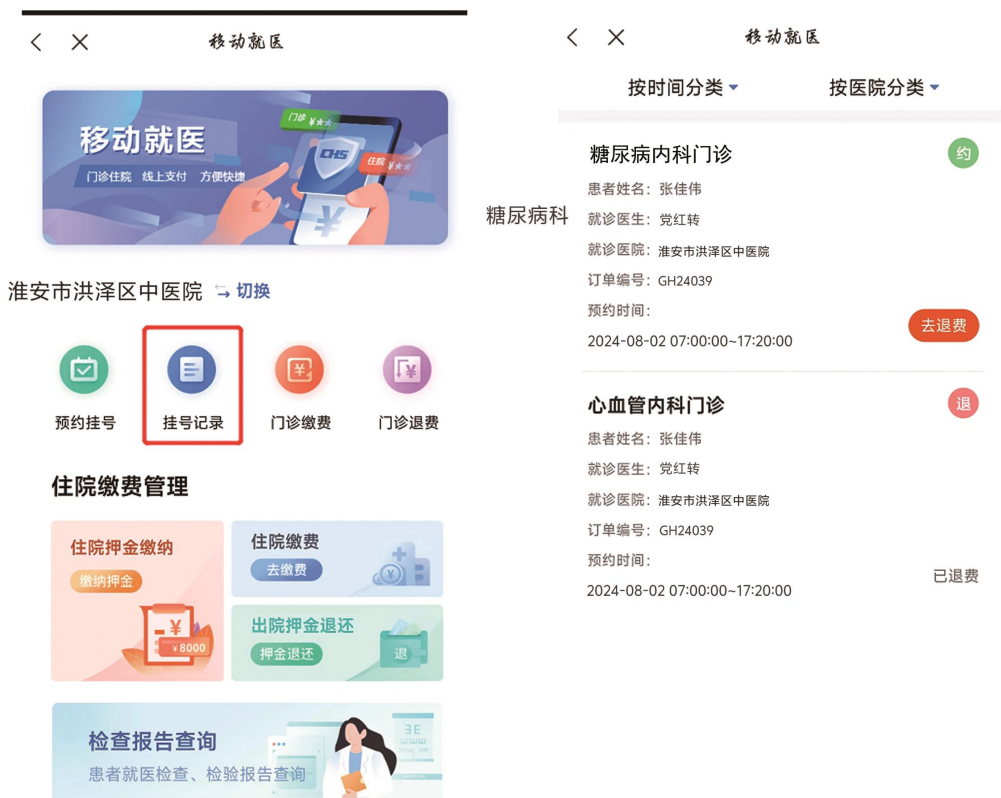 移动就医
移动就医
门诊住院 线上支付 方便快捷
门诊 ¥★★
CHS
住院 ¥★★
¥
淮安市洪泽区中医院 切换
预约挂号 挂号记录 门诊缴费 门诊退费
住院缴费管理
住院押金缴纳
缴纳押金
¥
¥8000
住院缴费
去缴费
出院押金退还
押金退还
退
检查报告查询
患者就医检查、检验报告查询
移动就医
按时间分类 按医院分类
糖尿病科
糖尿病内科门诊 约
患者姓名：张佳伟
就诊医生：党红转
就诊医院：淮安市洪泽区中医院
订单编号：GH24039
预约时间：
2024-08-02 07:00:00~17:20:00
去退费
心血管内科门诊 退
患者姓名：张佳伟
就诊医生：党红转
就诊医院：淮安市洪泽区中医院
订单编号：GH24039
预约时间：
2024-08-02 07:00:00~17:20:00
已退费